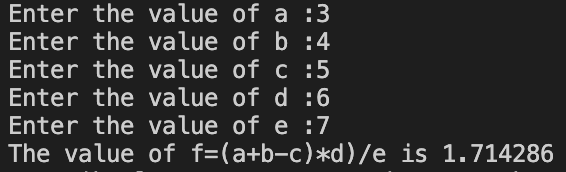 Enter the value of a :3
Enter the value of b :4
Enter the value of c :5
Enter the value of d :6
Enter the value of e :7
The value of f=(a+b-c)*d)/e is 1.714286